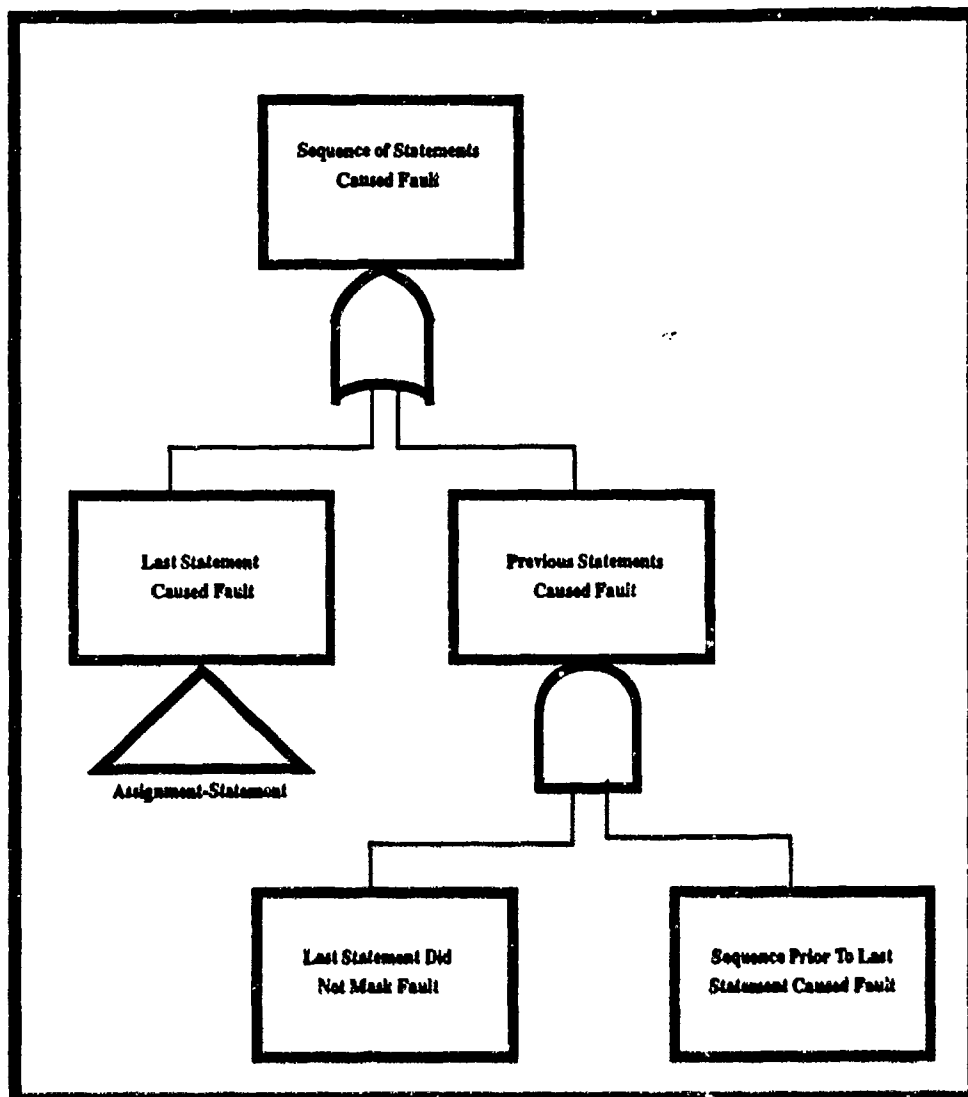 Sequence of Statements
Caused Fault
Last Statement
Caused Fault
Previous Statements
Caused Fault
Assignment-Statement
Last Statement Did
Not Mask Fault
Sequence Prior To Last
Statement Caused Fault